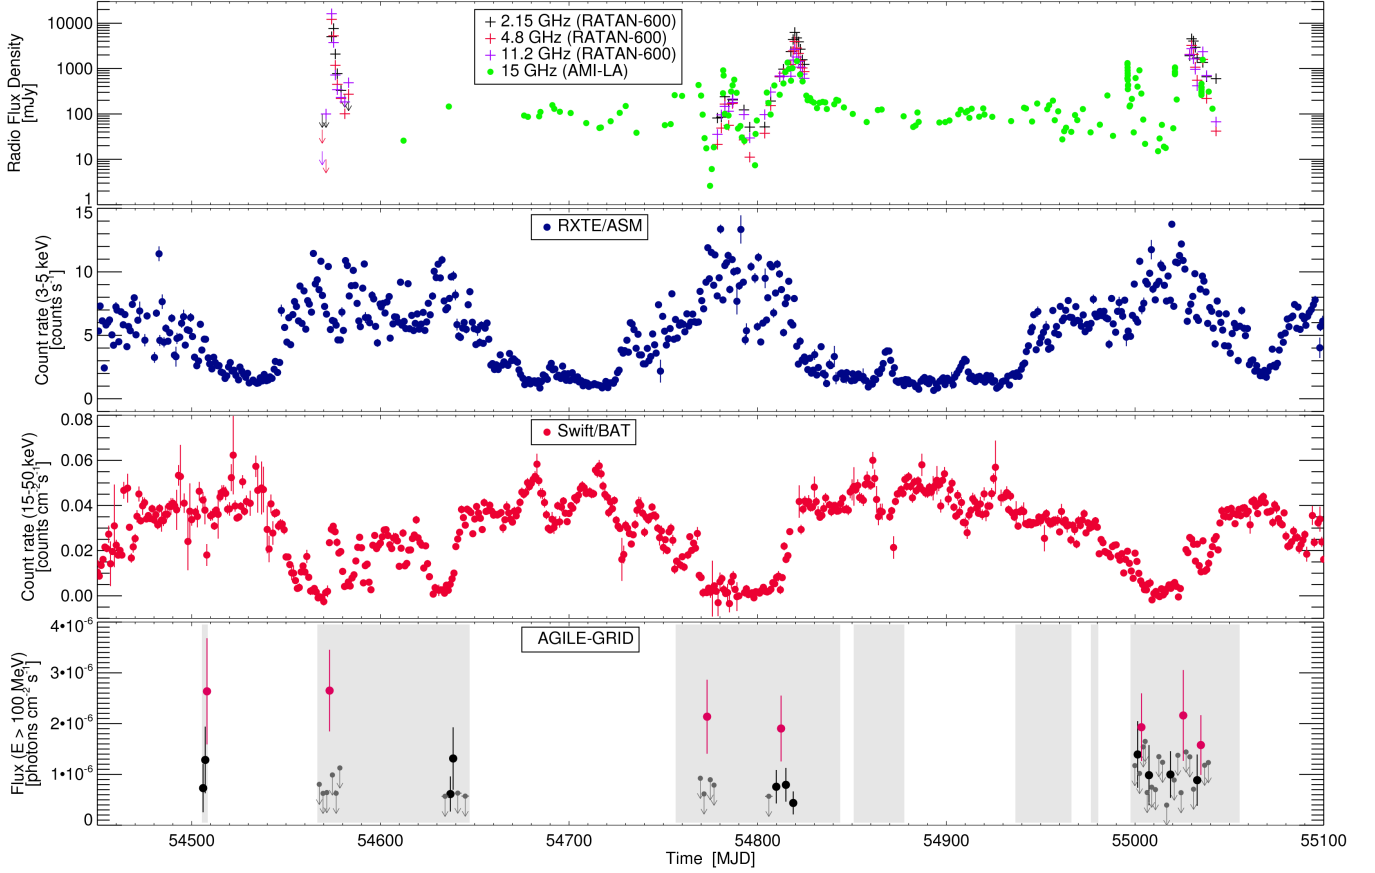 Radio Flux Density
[mJy]
10000
1000
100
10
1
2.15 GHz (RATAN-600)
4.8 GHz (RATAN-600)
11.2 GHz (RATAN-600)
15 GHz (AMI-LA)
Count rate (3-5 keV)
[counts s⁻¹]
15
10
5
0
RXTE/ASM
Count rate (15-50 keV)
[counts cm⁻²s⁻¹]
0.08
0.06
0.04
0.02
0.00
Swift/BAT
Flux (E > 100 MeV)
[photons cm⁻² s⁻¹]
4•10⁻⁶
3•10⁻⁶
2•10⁻⁶
1•10⁻⁶
0
AGILE-GRID
54500 54600 54700 54800 54900 55000 55100
Time [MJD]